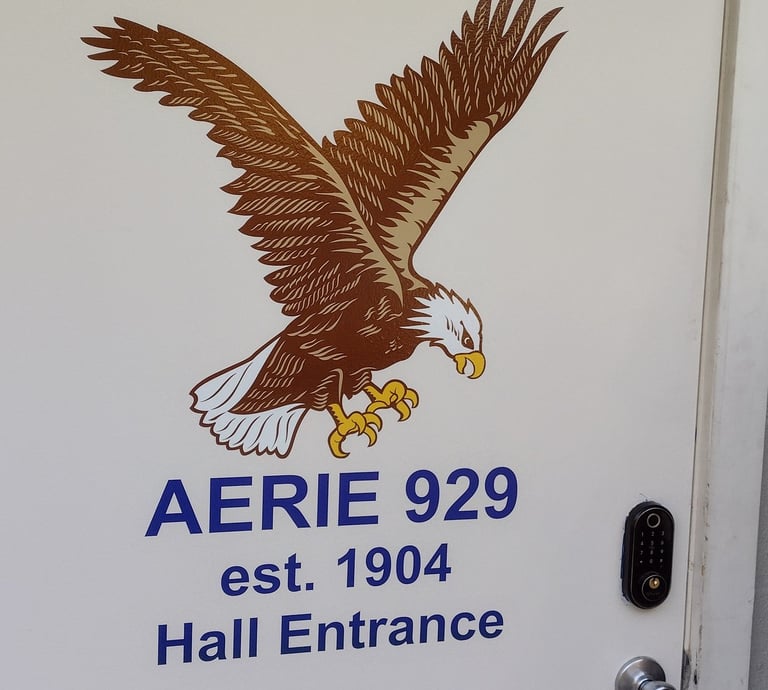 AERIE 929
est. 1904
Hall Entrance